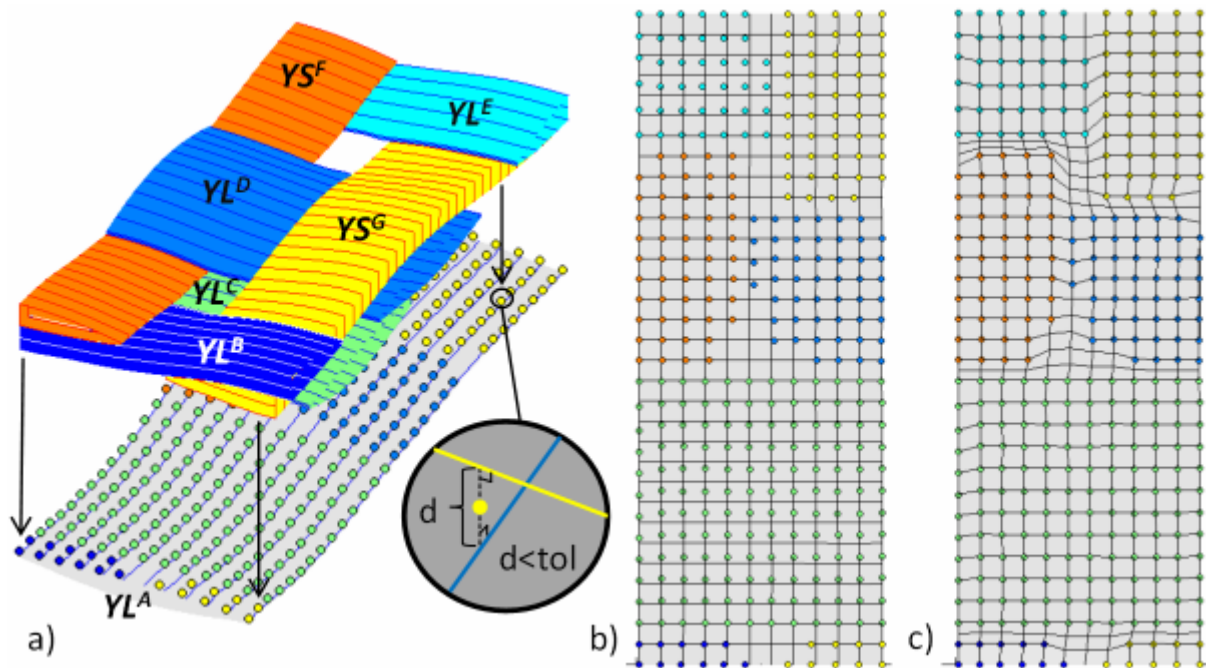 YS^F
YL^E
YL^D
YS^G
YL^C
YL^B
d
d<tol
YL^A
a)
b)
c)